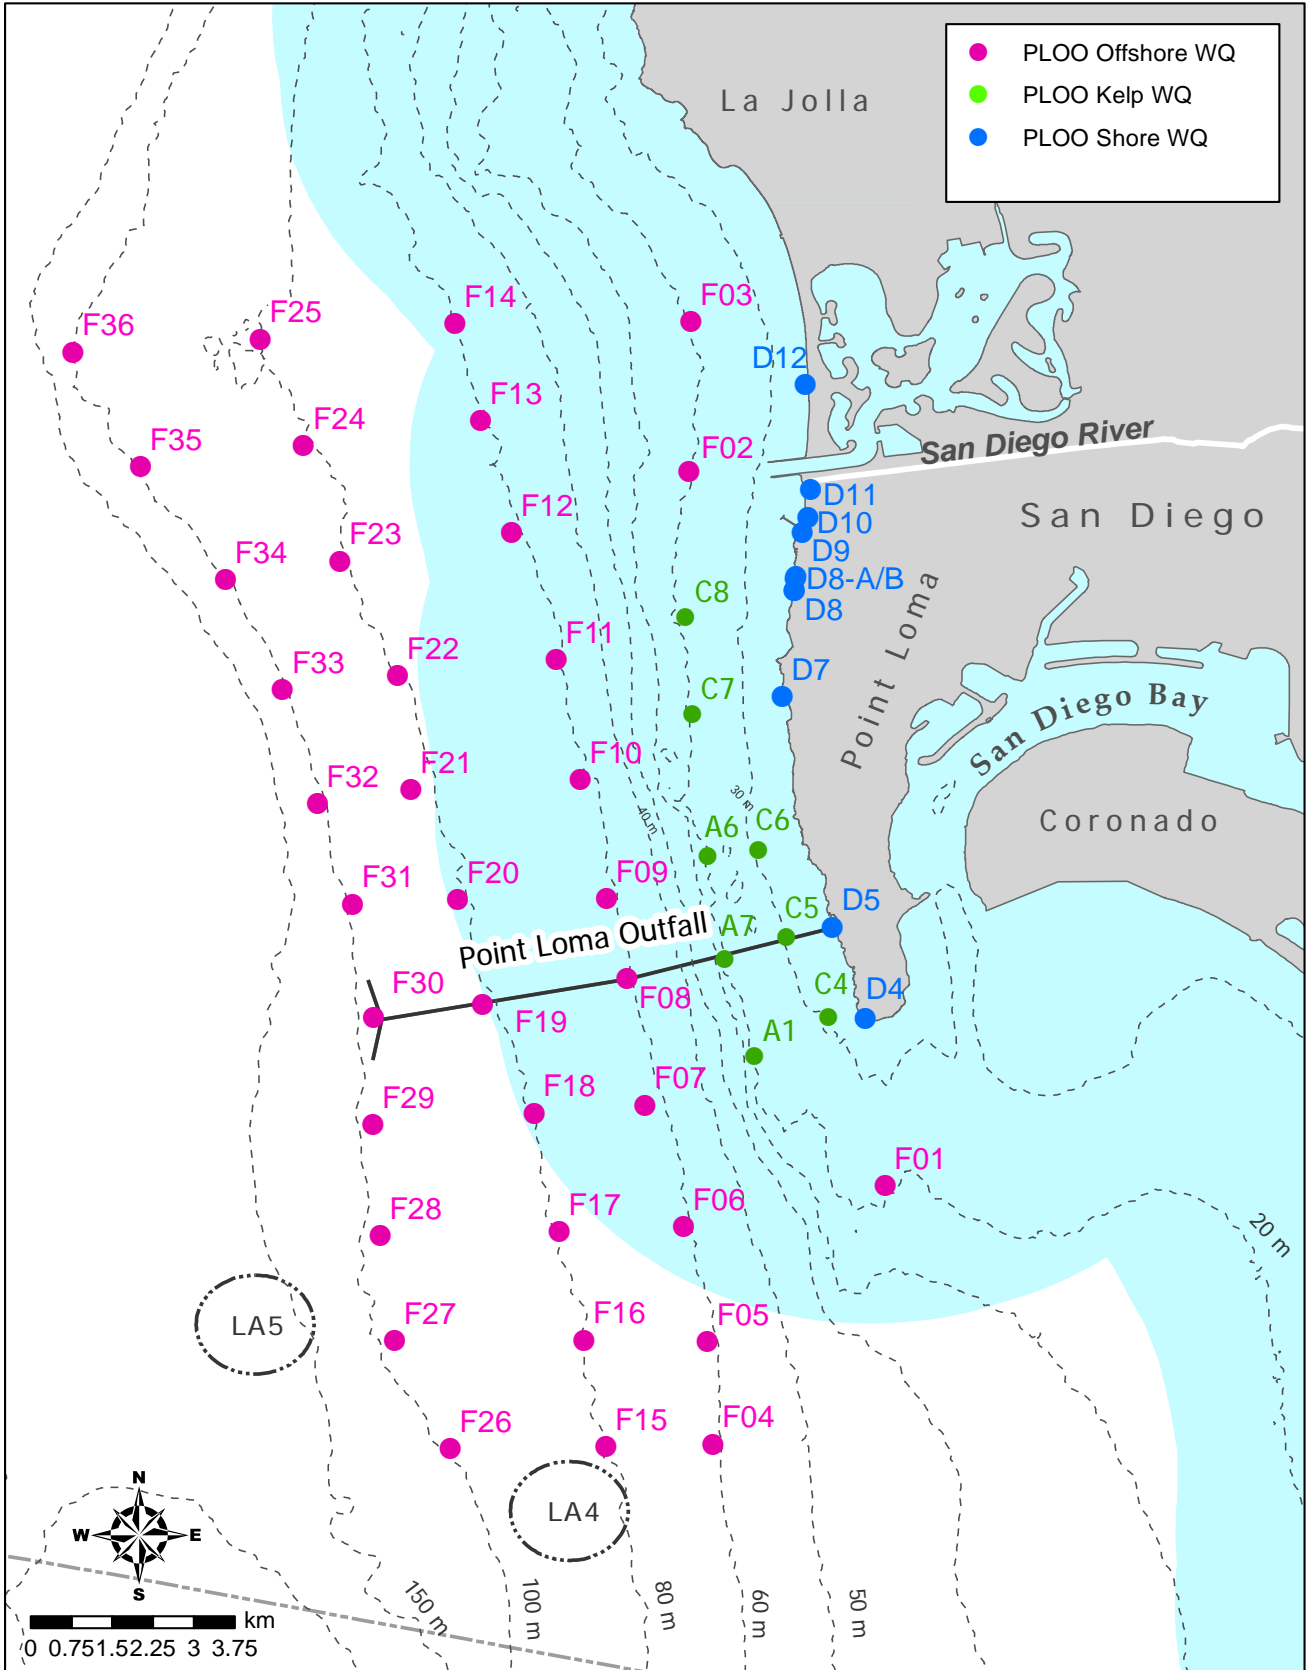 PLOO Offshore WQ
PLOO Kelp WQ
PLOO Shore WQ
La Jolla
F14
F03
F36
F25
D12
F13
F24
F35
F02
San Diego River
D11
San Diego
F12
D10
F23
D9
F34
D8-A/B
C8
D8
Point Loma
F11
F33
F22
D7
C7
San Diego Bay
F10
F32
F21
30 m
40 m
A6
C6
Coronado
F31
F20
F09
Point Loma Outfall
A7
C5
D5
F30
F08
F19
C4
D4
A1
F29
F18
F07
F01
F28
F17
F06
20 m
LA5
F27
F16
F05
F26
F15
F04
N
W
E
S
LA4
150 m
100 m
80 m
60 m
50 m
km
0 0.75 1.5 2.25 3 3.75